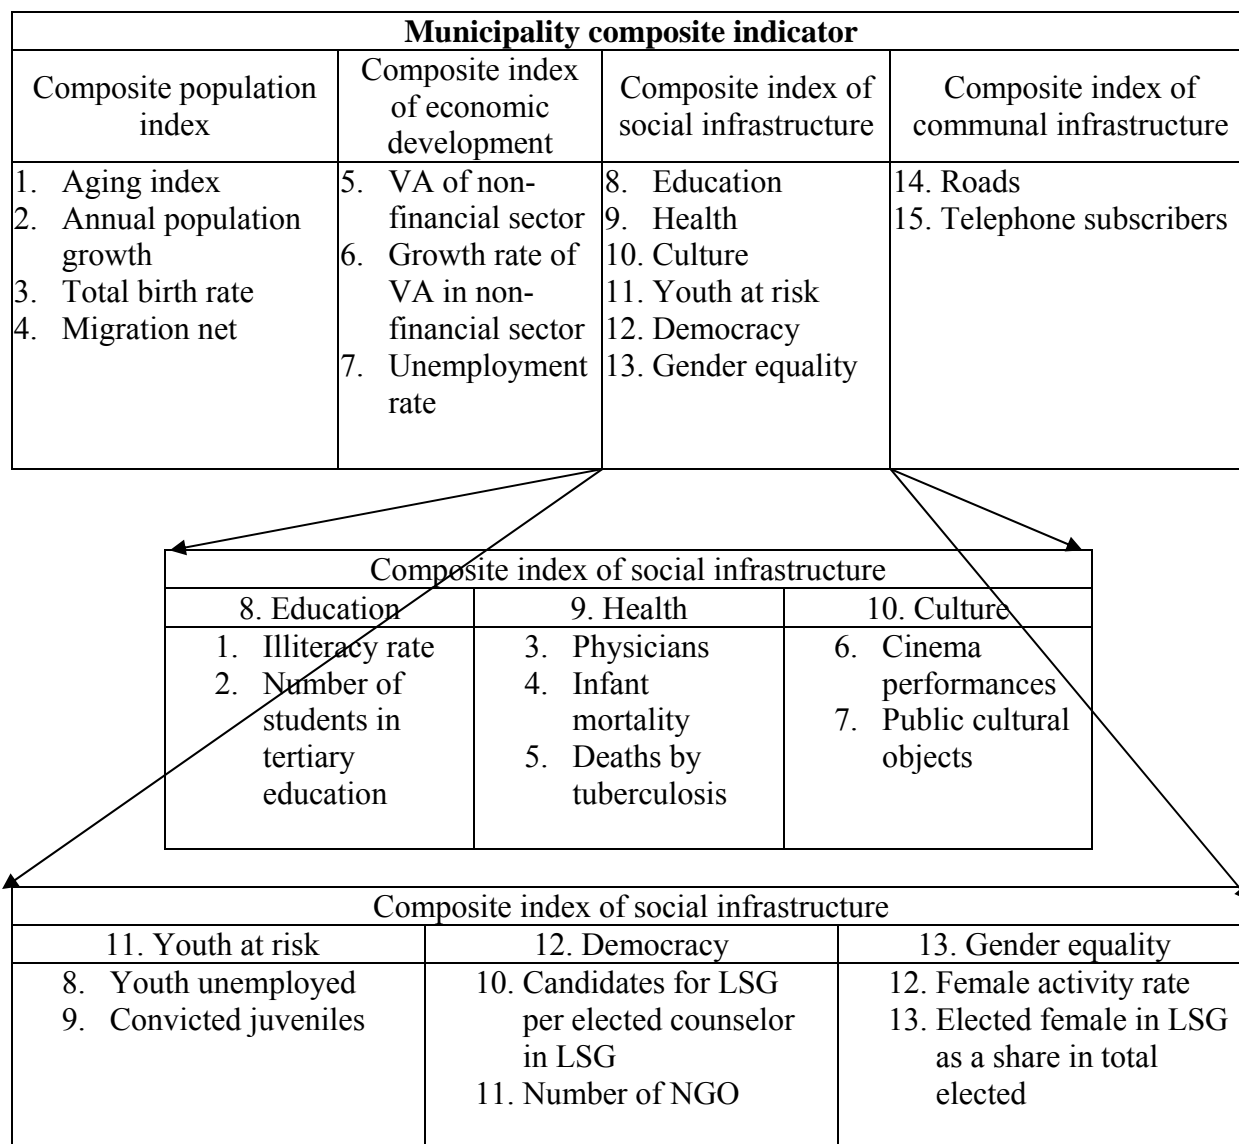 Municipality composite indicator
Composite population
index
Composite index
of economic
development
Composite index of
social infrastructure
Composite index of
communal infrastructure
1. Aging index
2. Annual population
growth
3. Total birth rate
4. Migration net
5. VA of non-
financial sector
6. Growth rate of
VA in non-
financial sector
7. Unemployment
rate
8. Education
9. Health
10. Culture
11. Youth at risk
12. Democracy
13. Gender equality
14. Roads
15. Telephone subscribers
Composite index of social infrastructure
8. Education
9. Health
10. Culture
1. Illiteracy rate
2. Number of
students in
tertiary
education
3. Physicians
4. Infant
mortality
5. Deaths by
tuberculosis
6. Cinema
performances
7. Public cultural
objects
Composite index of social infrastructure
11. Youth at risk
12. Democracy
13. Gender equality
8. Youth unemployed
9. Convicted juveniles
10. Candidates for LSG
per elected counselor
in LSG
11. Number of NGO
12. Female activity rate
13. Elected female in LSG
as a share in total
elected